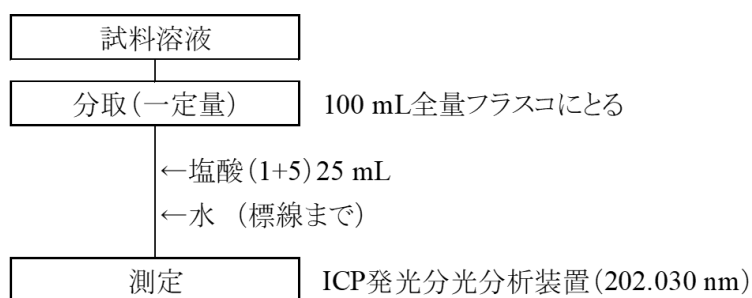 試料溶液
分取（一定量） 100 mL全量フラスコにとる
←塩酸（1+5）25 mL
←水 （標線まで）
測定 ICP発光分光分析装置（202.030 nm）